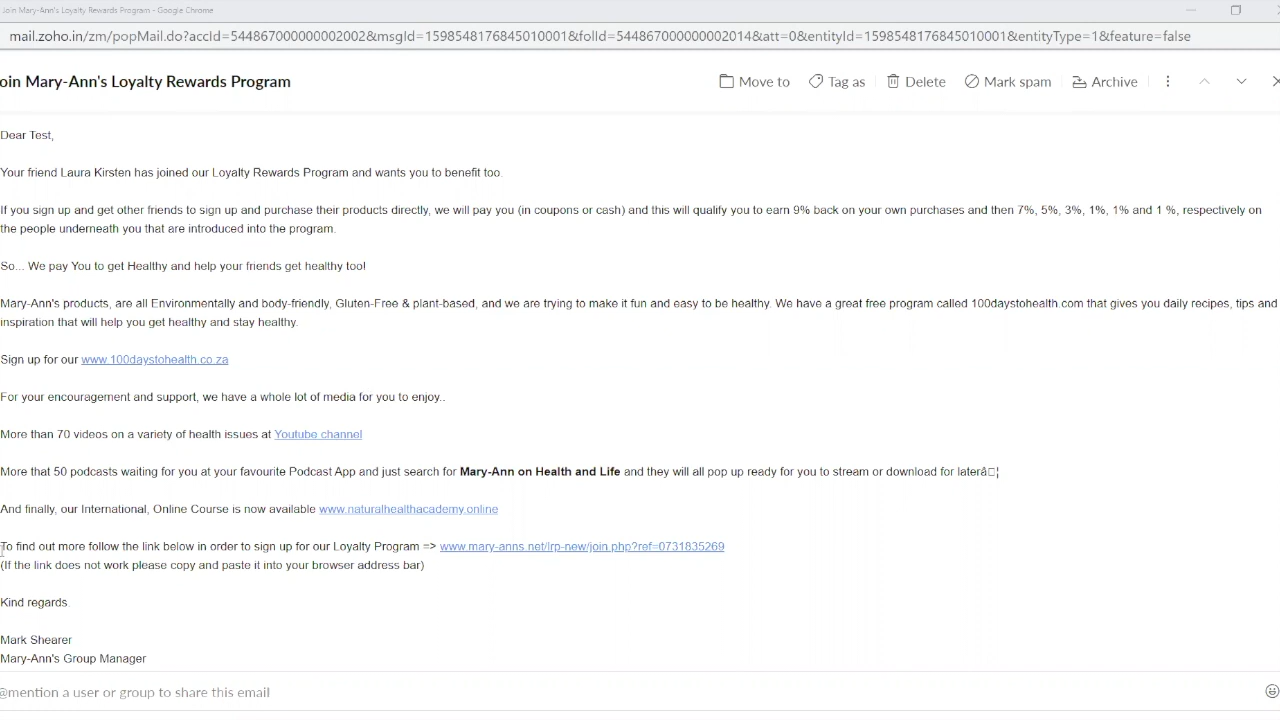 Join Mary-Ann's Loyalty Rewards Program - Google Chrome
mail.zoho.in/zm/popMail.do?accId=544867000000002002&msgId=1598548176845010001&folId=544867000000002014&att=0&entityId=1598548176845010001&entityType=1&feature=false
oin Mary-Ann's Loyalty Rewards Program Move to Tag as Delete Mark spam Archive
Dear Test,
Your friend Laura Kirsten has joined our Loyalty Rewards Program and wants you to benefit too.
If you sign up and get other friends to sign up and purchase their products directly, we will pay you (in coupons or cash) and this will qualify you to earn 9% back on your own purchases and then 7%, 5%, 3%, 1%, 1% and 1 %, respectively on
the people underneath you that are introduced into the program.
So... We pay You to get Healthy and help your friends get healthy too!
Mary-Ann's products, are all Environmentally and body-friendly, Gluten-Free & plant-based, and we are trying to make it fun and easy to be healthy. We have a great free program called 100daystohealth.com that gives you daily recipes, tips and
inspiration that will help you get healthy and stay healthy.
Sign up for our www.100daystohealth.co.za
For your encouragement and support, we have a whole lot of media for you to enjoy..
More than 70 videos on a variety of health issues at Youtube channel
More that 50 podcasts waiting for you at your favourite Podcast App and just search for Mary-Ann on Health and Life and they will all pop up ready for you to stream or download for laterâ□¦
And finally, our International, Online Course is now available www.naturalhealthacademy.online
To find out more follow the link below in order to sign up for our Loyalty Program => www.mary-anns.net/lrp-new/join.php?ref=0731835269
(If the link does not work please copy and paste it into your browser address bar)
Kind regards.
Mark Shearer
Mary-Ann's Group Manager
@mention a user or group to share this email